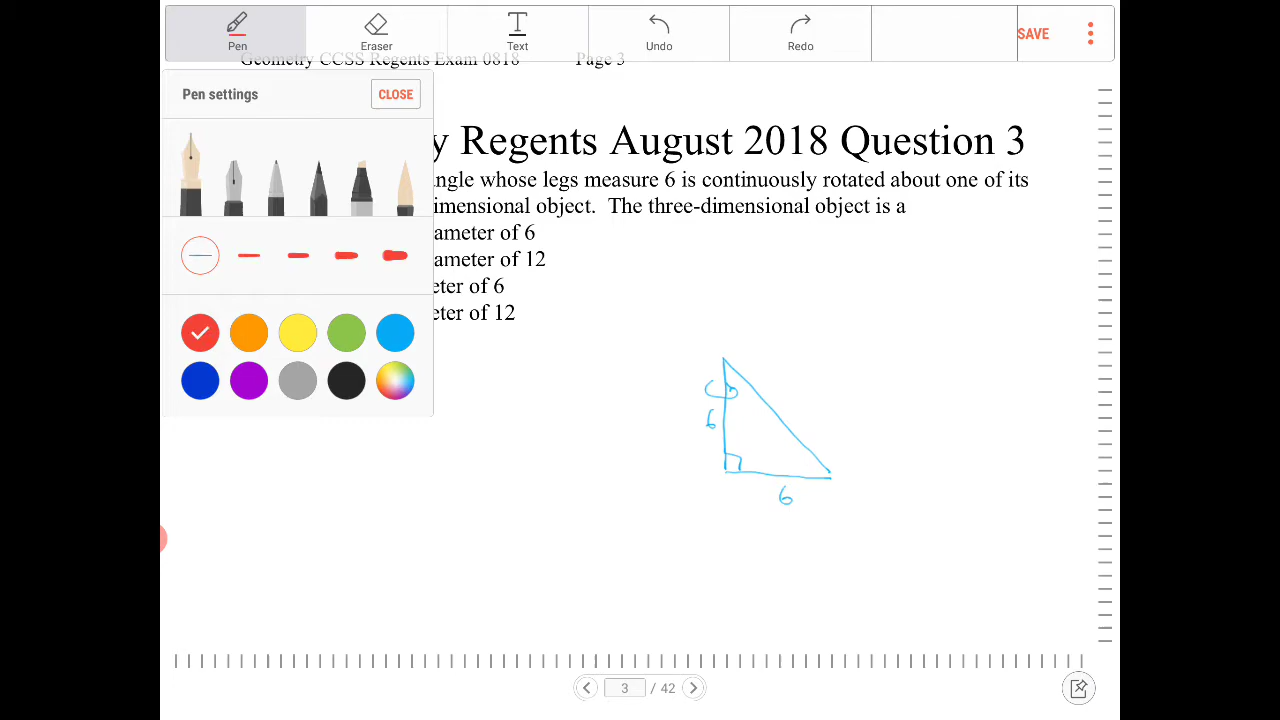 Pen Eraser Text Undo Redo SAVE
Geometry CCSS Regents Exam 0818 Page 3
Pen settings CLOSE
y Regents August 2018 Question 3
angle whose legs measure 6 is continuously rotated about one of its
imensional object. The three-dimensional object is a
ameter of 6
ameter of 12
eter of 6
eter of 12
6
6
3 / 42